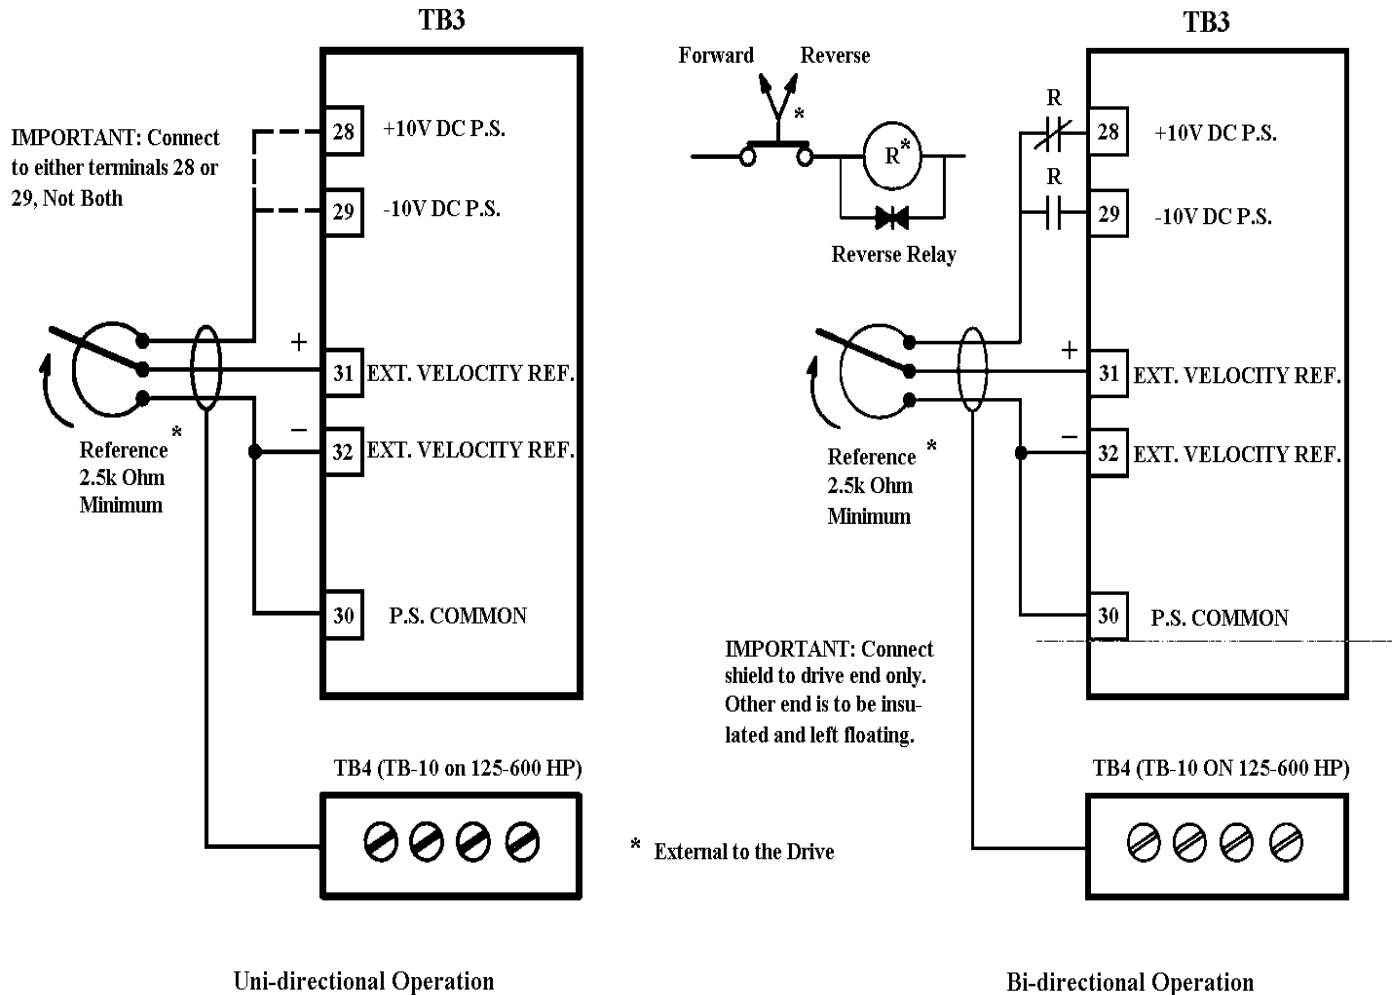 TB3
IMPORTANT: Connect
to either terminals 28 or
29, Not Both
28
+10V DC P.S.
29
-10V DC P.S.
+
31
EXT. VELOCITY REF.
−
32
EXT. VELOCITY REF.
Reference *
2.5k Ohm
Minimum
30
P.S. COMMON
TB4 (TB-10 on 125-600 HP)
Uni-directional Operation
TB3
Forward
Reverse
*
R*
Reverse Relay
R
28
+10V DC P.S.
R
29
-10V DC P.S.
+
31
EXT. VELOCITY REF.
−
32
EXT. VELOCITY REF.
Reference *
2.5k Ohm
Minimum
30
P.S. COMMON
IMPORTANT: Connect
shield to drive end only.
Other end is to be insu-
lated and left floating.
TB4 (TB-10 ON 125-600 HP)
* External to the Drive
Bi-directional Operation